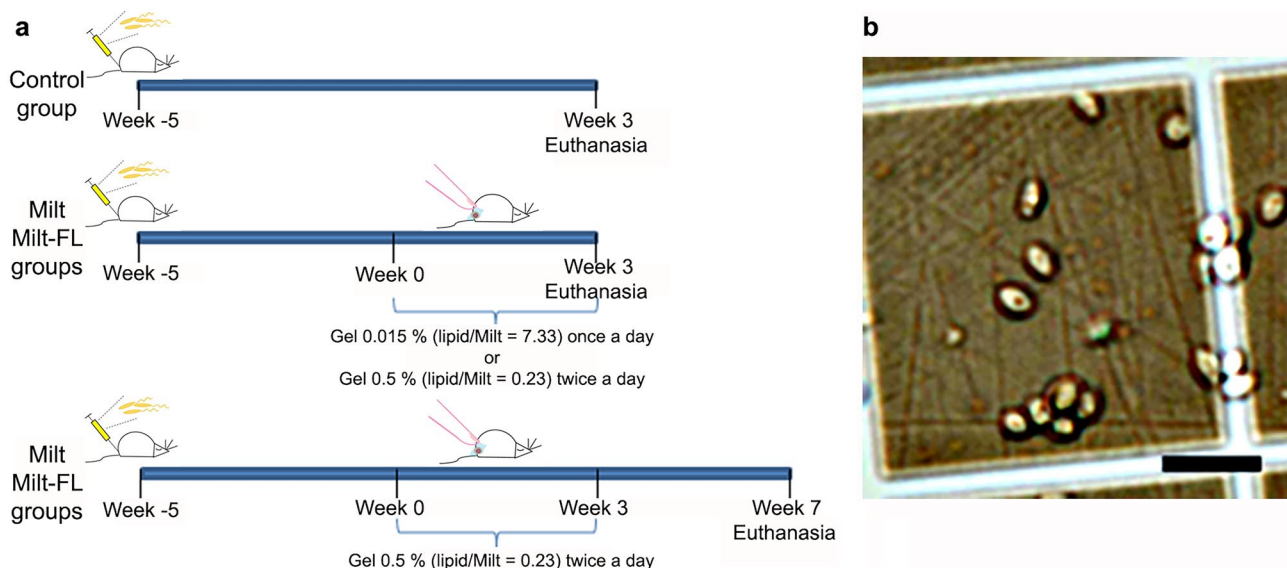 a
Control
group
Week -5
Week 3
Euthanasia
Milt
Milt-FL
groups
Week -5
Week 0
Week 3
Euthanasia
Gel 0.015 % (lipid/Milt = 7.33) once a day
or
Gel 0.5 % (lipid/Milt = 0.23) twice a day
Milt
Milt-FL
groups
Week -5
Week 0
Week 3
Week 7
Euthanasia
Gel 0.5 % (lipid/Milt = 0.23) twice a day
b